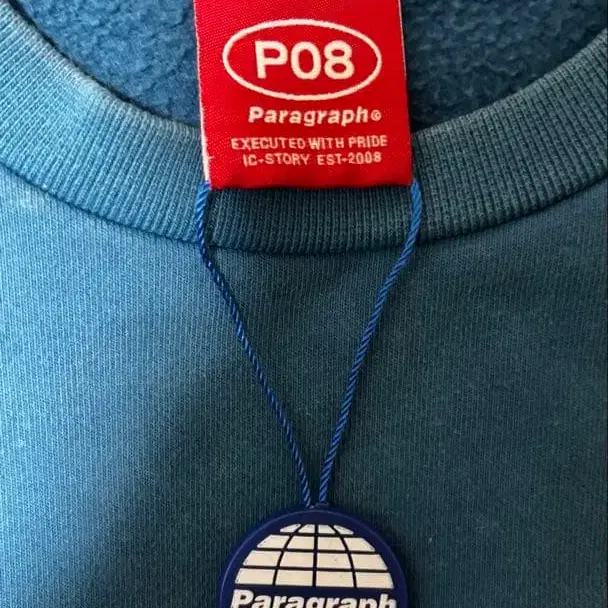 P08
Paragraph©
EXECUTED WITH PRIDE
IC-STORY EST-2008
Paragraph